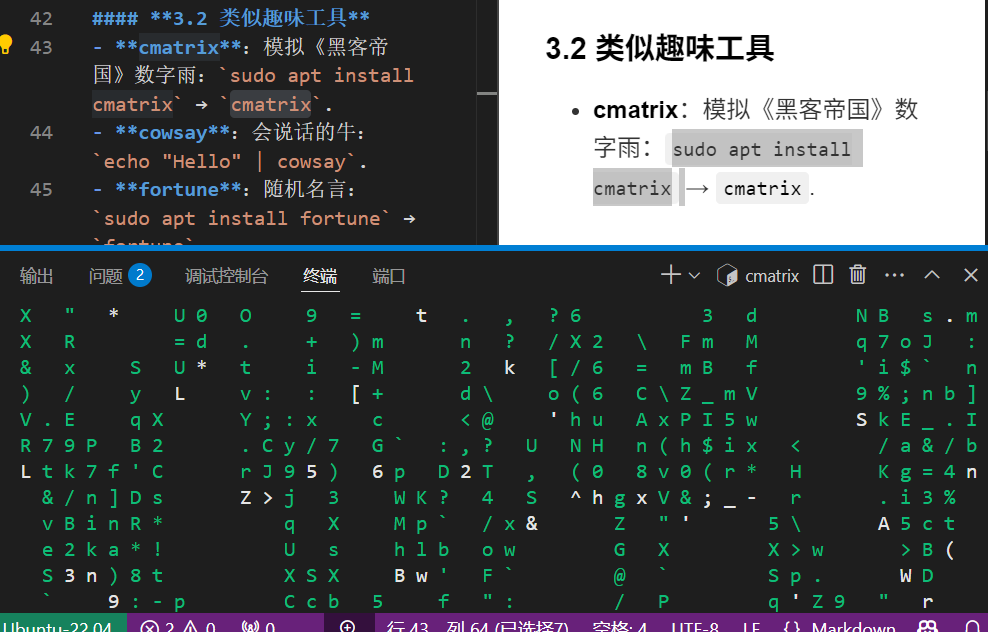 42 #### **3.2 类似趣味工具**
43 - **cmatrix**: 模拟《黑客帝
国》数字雨: `sudo apt install
cmatrix` → `cmatrix`.
44 - **cowsay**: 会说话的牛:
`echo "Hello" | cowsay`.
45 - **fortune**: 随机名言:
`sudo apt install fortune` →
`fortune`
3.2 类似趣味工具
• cmatrix: 模拟《黑客帝国》数
字雨: sudo apt install
cmatrix → cmatrix.
输出 问题 2 调试控制台 终端 端口 cmatrix
X " * U 0 O 9 = t . , ? 6 3 d N B s . m
X R = d . + ) m n ? / X 2 \ F m M q 7 o J :
& x S U * t i - M 2 k [ / 6 = m B f ' i $ ` n
) / y L v : : [ + d \ o ( 6 C \ Z _ m V 9 % ; n b ]
V . E q X Y ; : x c < @ ' h u A x P I 5 w S k E _ . I
R 7 9 P B 2 . C y / 7 G ` : , ? U N H n ( h $ i x < / a & / b
L t k 7 f ' C r J 9 5 ) 6 p D 2 T , ( 0 8 v 0 ( r * H K g = 4 n
& / n ] D s Z > j 3 W K ? 4 S ^ h g x V & ; _ - r . i 3 %
v B i n R * q X M p ` / x & Z " ' 5 \ A 5 c t
e 2 k a * ! U s h l b o w G X X > w > B (
S 3 n ) 8 t X S X B w ' F ` @ ` S p . W D
` 9 : - p C c b 5 f " : / P q ' Z 9 " r
Ubuntu-22.04 2 0 0 行 43, 列 64 (已选择7) 空格: 4 UTF-8 LF {} Markdown